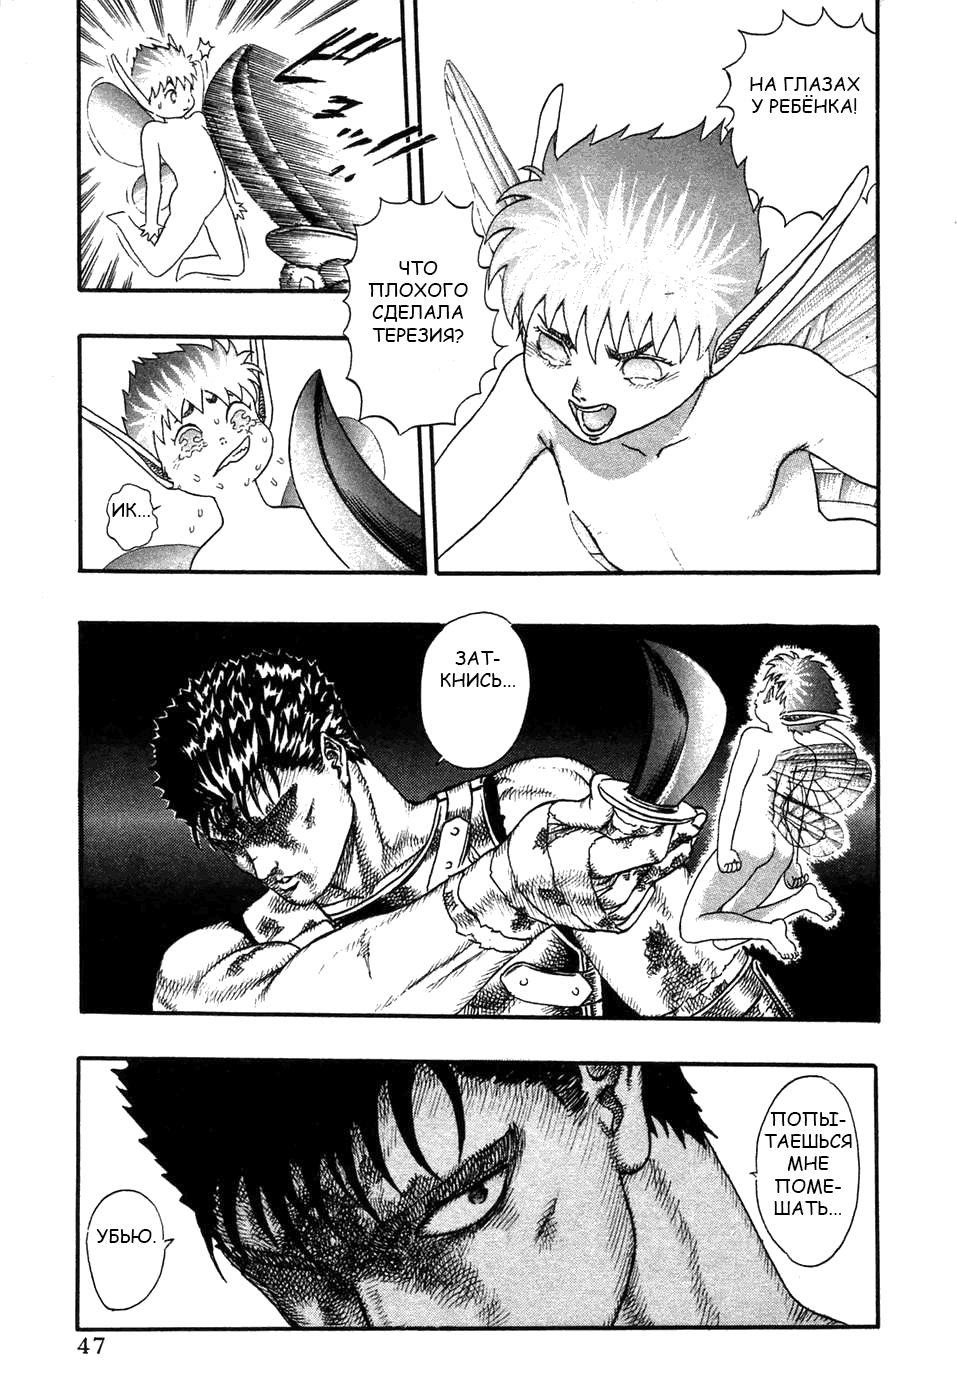 НА ГЛАЗАХ
У РЕБЁНКА!
ЧТО
ПЛОХОГО
СДЕЛАЛА
ТЕРЕЗИЯ?
ИК...
ЗАТ-
КНИСЬ...
ПОПЫ-
ТАЕШЬСЯ
МНЕ
ПОМЕ-
ШАТЬ...
УБЬЮ.
47